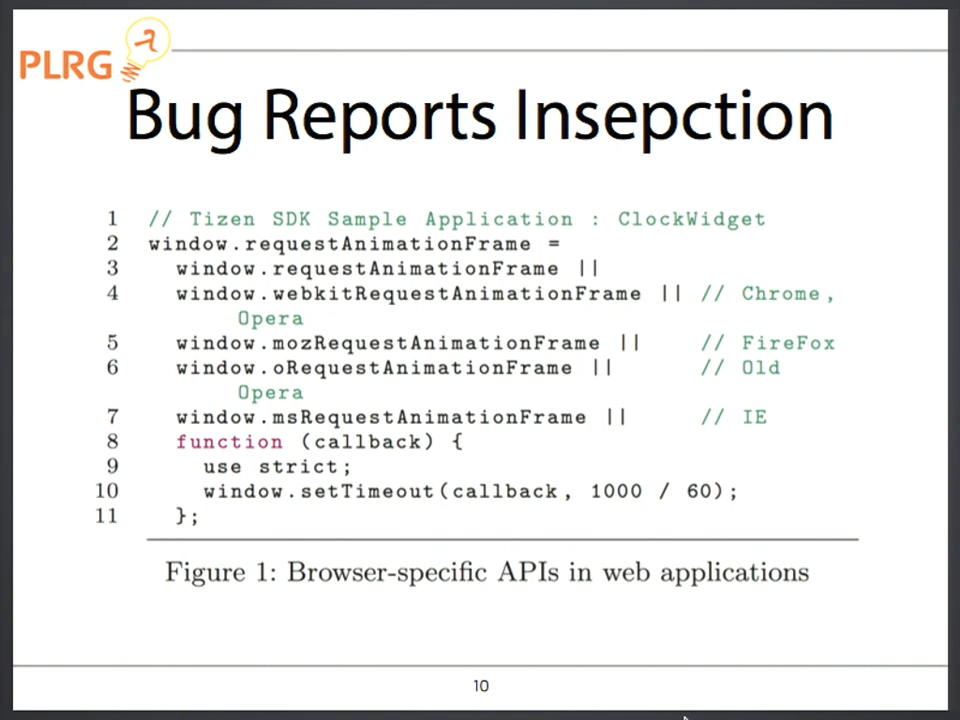 PLRG
Bug Reports Insepction
1 // Tizen SDK Sample Application : ClockWidget
2 window.requestAnimationFrame =
3 window.requestAnimationFrame ||
4 window.webkitRequestAnimationFrame || // Chrome,
Opera
5 window.mozRequestAnimationFrame || // FireFox
6 window.oRequestAnimationFrame || // Old
Opera
7 window.msRequestAnimationFrame || // IE
8 function (callback) {
9 use strict;
10 window.setTimeout(callback, 1000 / 60);
11 };
Figure 1: Browser-specific APIs in web applications
10